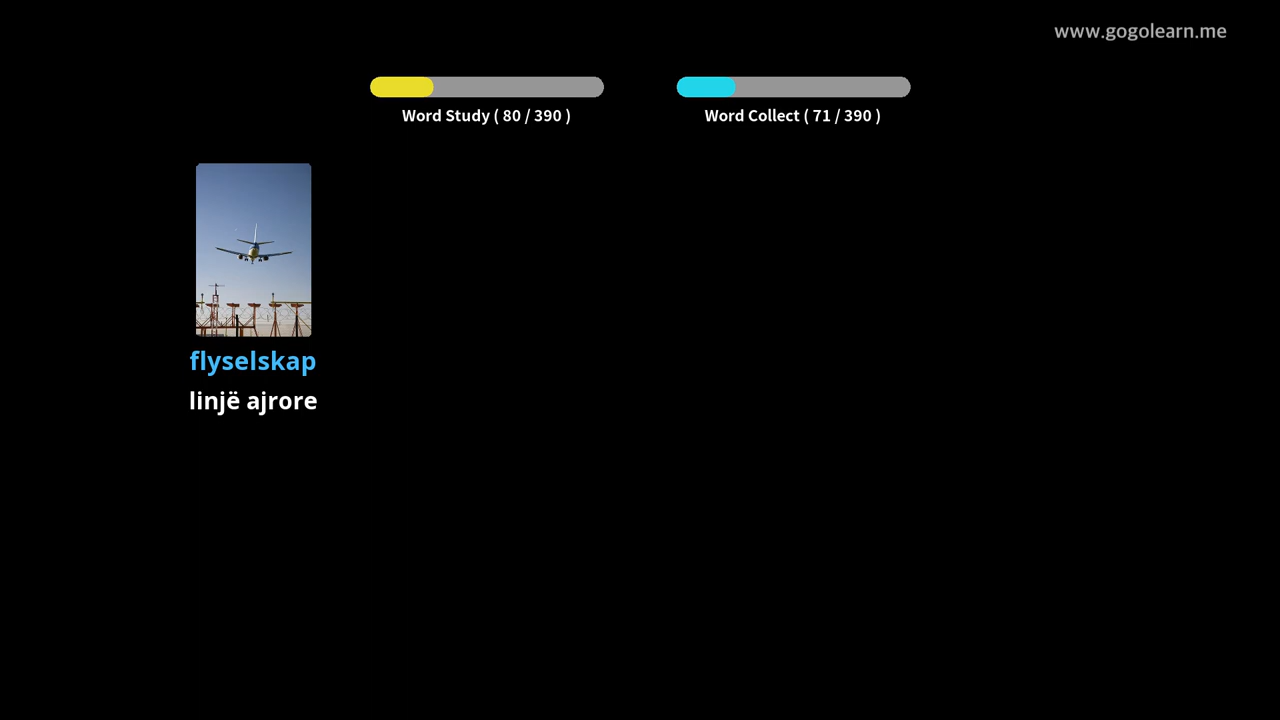 www.gogolearn.me
Word Study ( 80 / 390 )
Word Collect ( 71 / 390 )
flyselskap
linjë ajrore